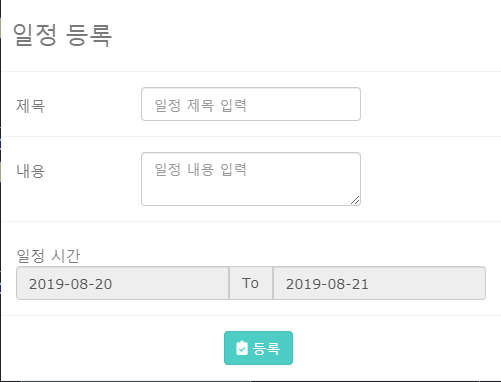 일정 등록
제목 일정 제목 입력
내용 일정 내용 입력
일정 시간
2019-08-20 To 2019-08-21
등록